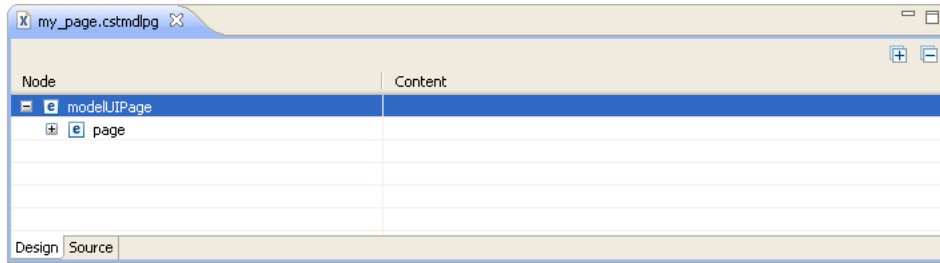 my_page.cstmdlpg
Node Content
modelUIPage
page
Design Source